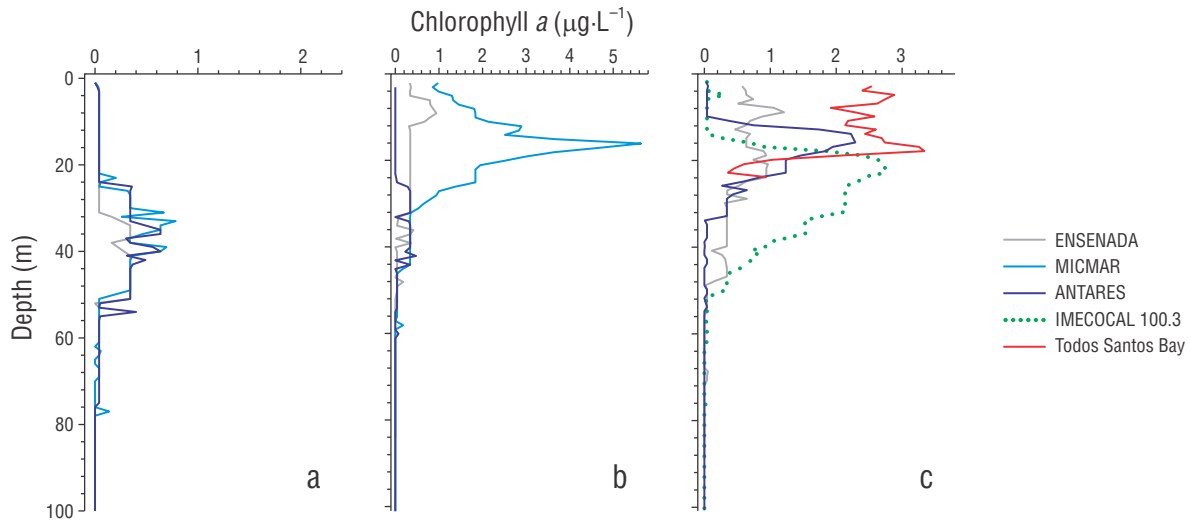 Chlorophyll a (μg·L⁻¹)
0 1 2
0 1 2 3 4 5
0 1 2 3
Depth (m)
0
20
40
60
80
100
a
b
c
ENSENADA
MICMAR
ANTARES
IMECOCAL 100.3
Todos Santos Bay